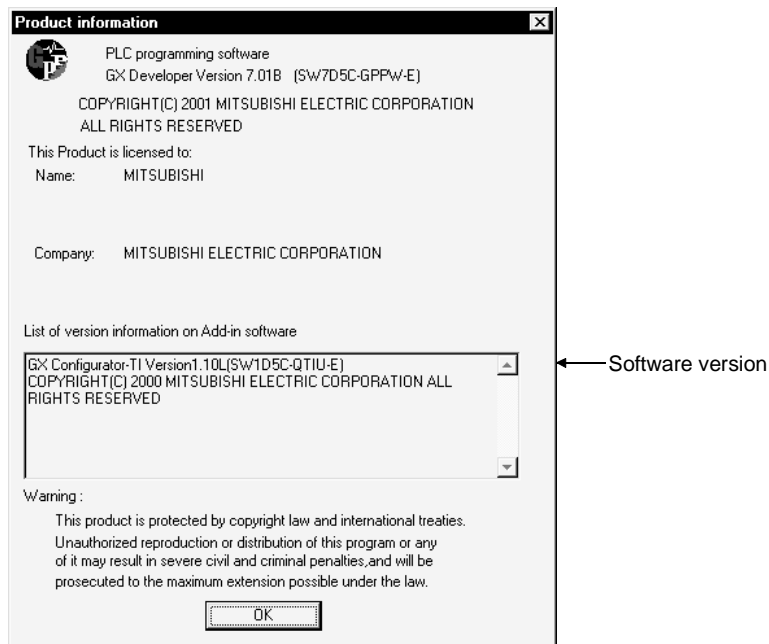 Product information
PLC programming software
GX Developer Version 7.01B (SW7D5C-GPPW-E)
COPYRIGHT(C) 2001 MITSUBISHI ELECTRIC CORPORATION
ALL RIGHTS RESERVED
This Product is licensed to:
Name: MITSUBISHI
Company: MITSUBISHI ELECTRIC CORPORATION
List of version information on Add-in software
GX Configurator-TI Version1.10L(SW1D5C-QTIU-E)
COPYRIGHT(C) 2000 MITSUBISHI ELECTRIC CORPORATION ALL
RIGHTS RESERVED
Software version
Warning :
This product is protected by copyright law and international treaties.
Unauthorized reproduction or distribution of this program or any
of it may result in severe civil and criminal penalties,and will be
prosecuted to the maximum extension possible under the law.
OK